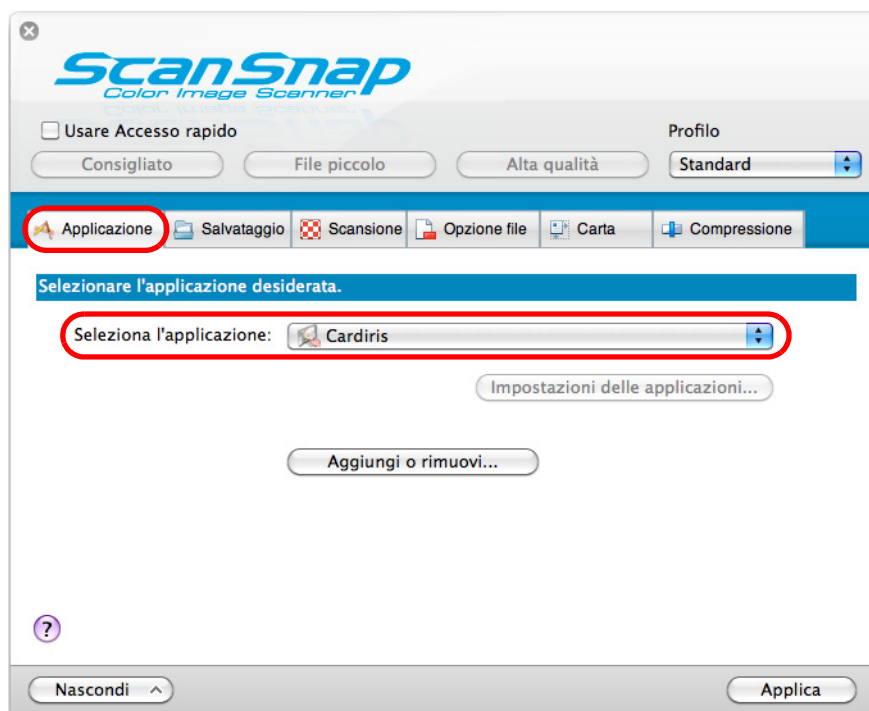 ScanSnap
Color Image Scanner
Usare Accesso rapido
Profilo
Consigliato File piccolo Alta qualità Standard
Applicazione Salvataggio Scansione Opzione file Carta Compressione
Selezionare l'applicazione desiderata.
Seleziona l'applicazione: Cardiris
Impostazioni delle applicazioni...
Aggiungi o rimuovi...
?
Nascondi Applica